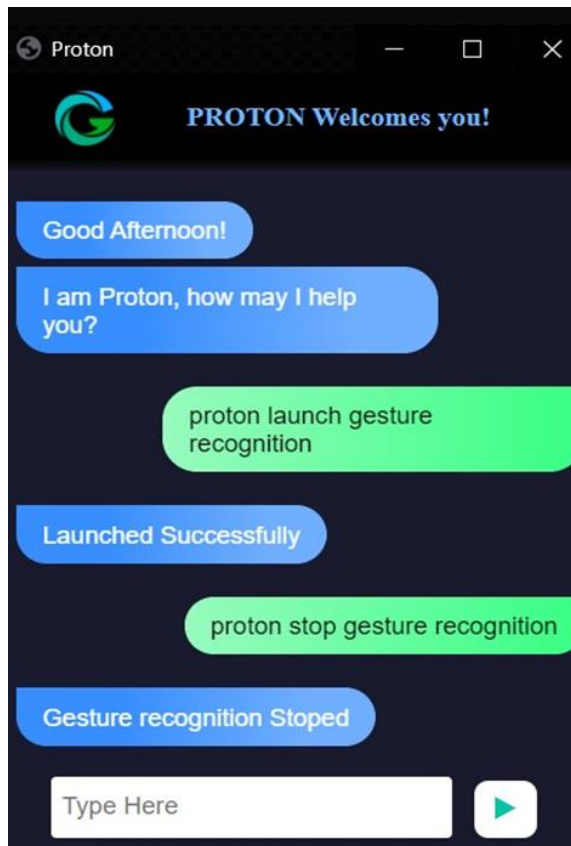 Proton
PROTON Welcomes you!
Good Afternoon!
I am Proton, how may I help
you?
proton launch gesture
recognition
Launched Successfully
proton stop gesture recognition
Gesture recognition Stoped
Type Here